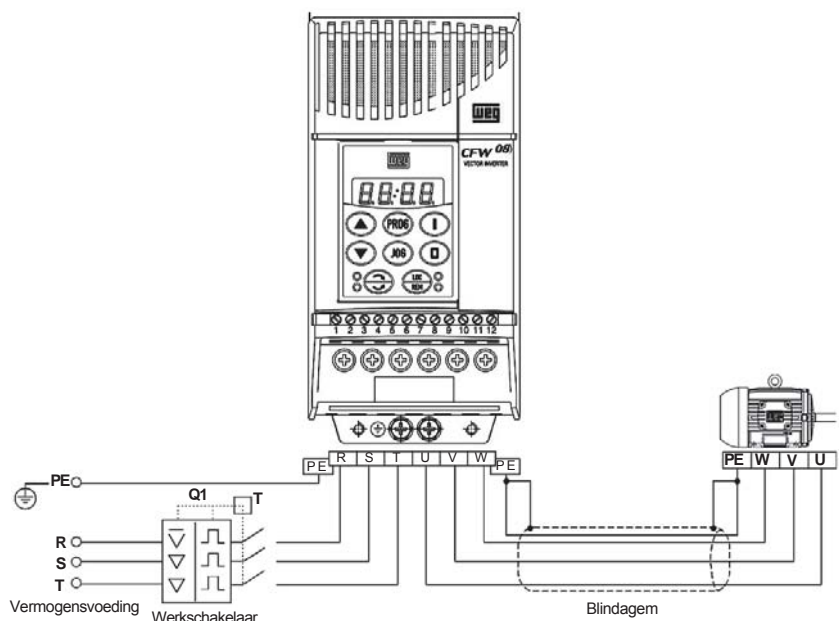 WEG
CFW 08
VECTOR INVERTER
WEG
88:88
PROG
I
JOG
0
LOC
REM
1 2 3 4 5 6 7 8 9 10 11 12
PE R S T U V W PE
PE W V U
PE
Q1 T
R
S
T
Vermogensvoeding
Werkschakelaar
Blindagem